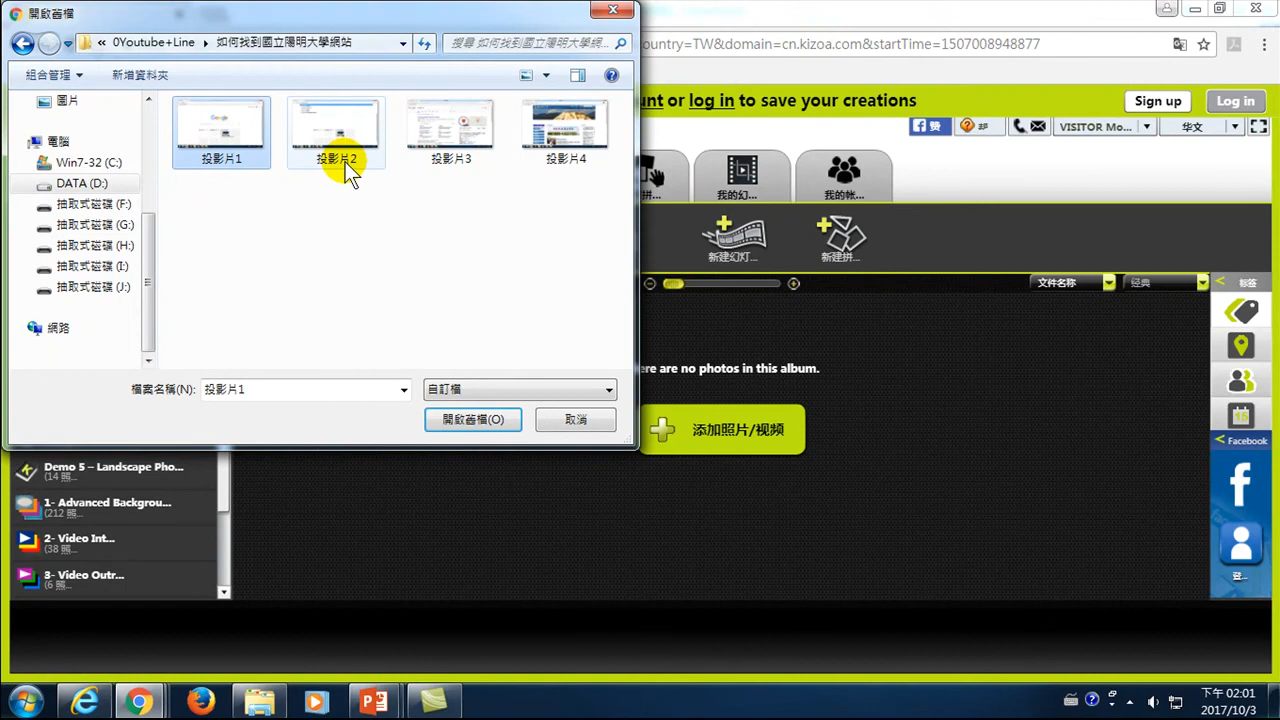 開啟舊檔
« 0Youtube+Line 如何找到國立陽明大學網站
搜尋 如何找到國立陽明大學網...
ountry=TW&domain=cn.kizoa.com&startTime=1507008948877
組合管理 新增資料夾
unt or log in to save your creations
Sign up
Log in
赞
VISITOR Mo...
华文
圖片
電腦
Win7-32 (C:)
DATA (D:)
抽取式磁碟 (F:)
抽取式磁碟 (G:)
抽取式磁碟 (H:)
抽取式磁碟 (I:)
抽取式磁碟 (J:)
網路
投影片1
投影片2
投影片3
投影片4
拼...
我的幻...
我的帐...
新建幻灯...
新建拼...
文件名称
经典
标签
ere are no photos in this album.
檔案名稱(N):
投影片1
自訂檔
開啟舊檔(O)
取消
添加照片/视频
Facebook
Demo 5 – Landscape Pho...
(14 照...
1- Advanced Backgrou...
(212 照...
2- Video Int...
(38 照...
3- Video Outr...
(6 照...
登...
下午 02:01
2017/10/3